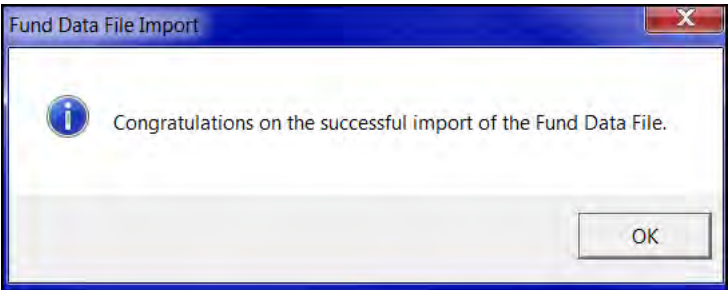 Fund Data File Import
Congratulations on the successful import of the Fund Data File.
OK